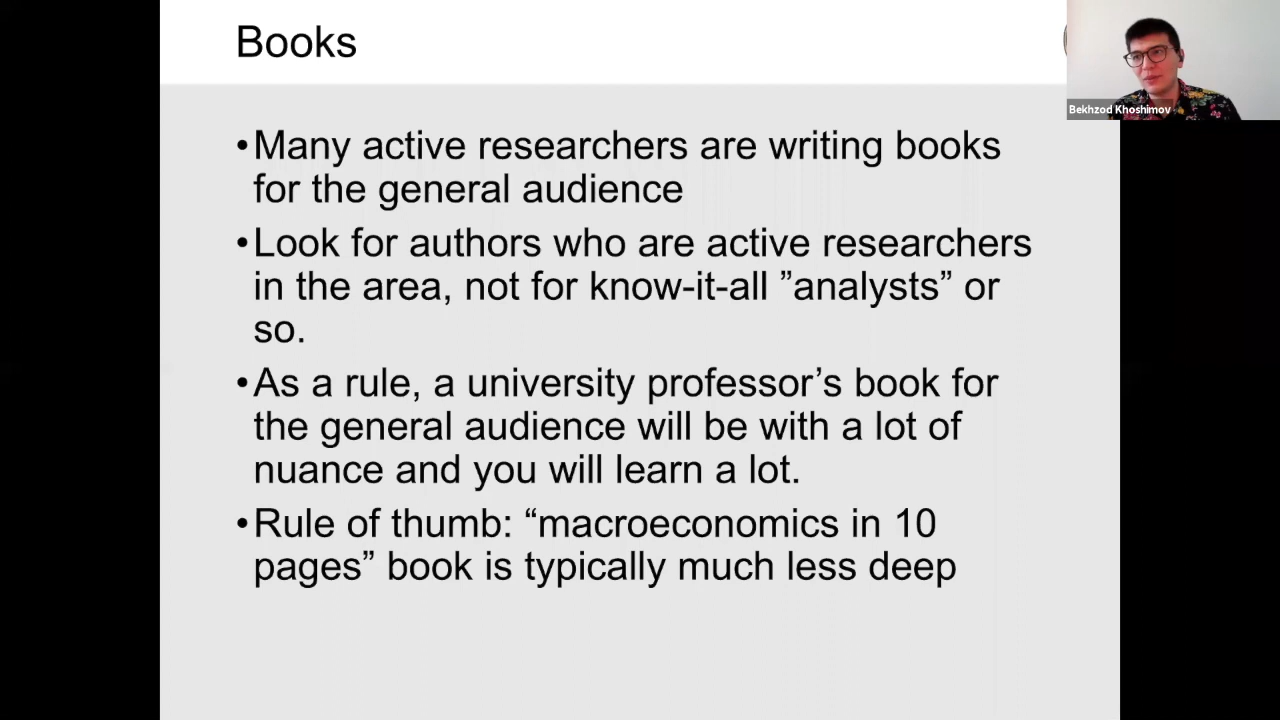 Books
Bekhzod Khoshimov
•Many active researchers are writing books
for the general audience
•Look for authors who are active researchers
in the area, not for know-it-all ”analysts” or
so.
•As a rule, a university professor’s book for
the general audience will be with a lot of
nuance and you will learn a lot.
•Rule of thumb: “macroeconomics in 10
pages” book is typically much less deep